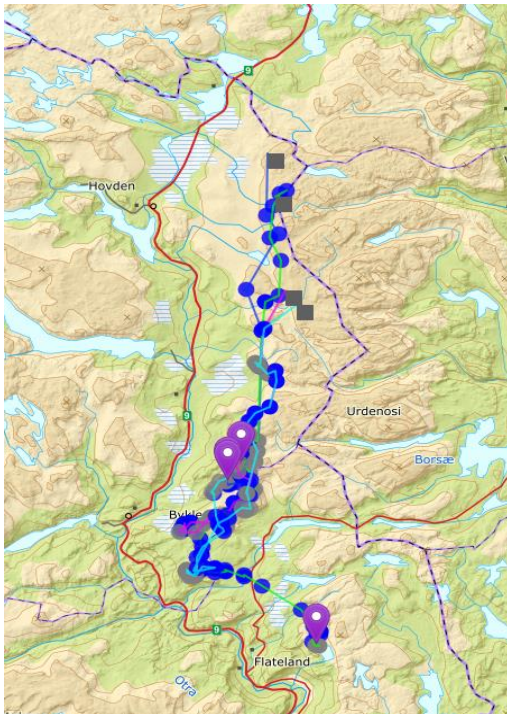 9
Hovden
Urdenosi
9
Borsæ
Bykle
9
Flateland
Otra